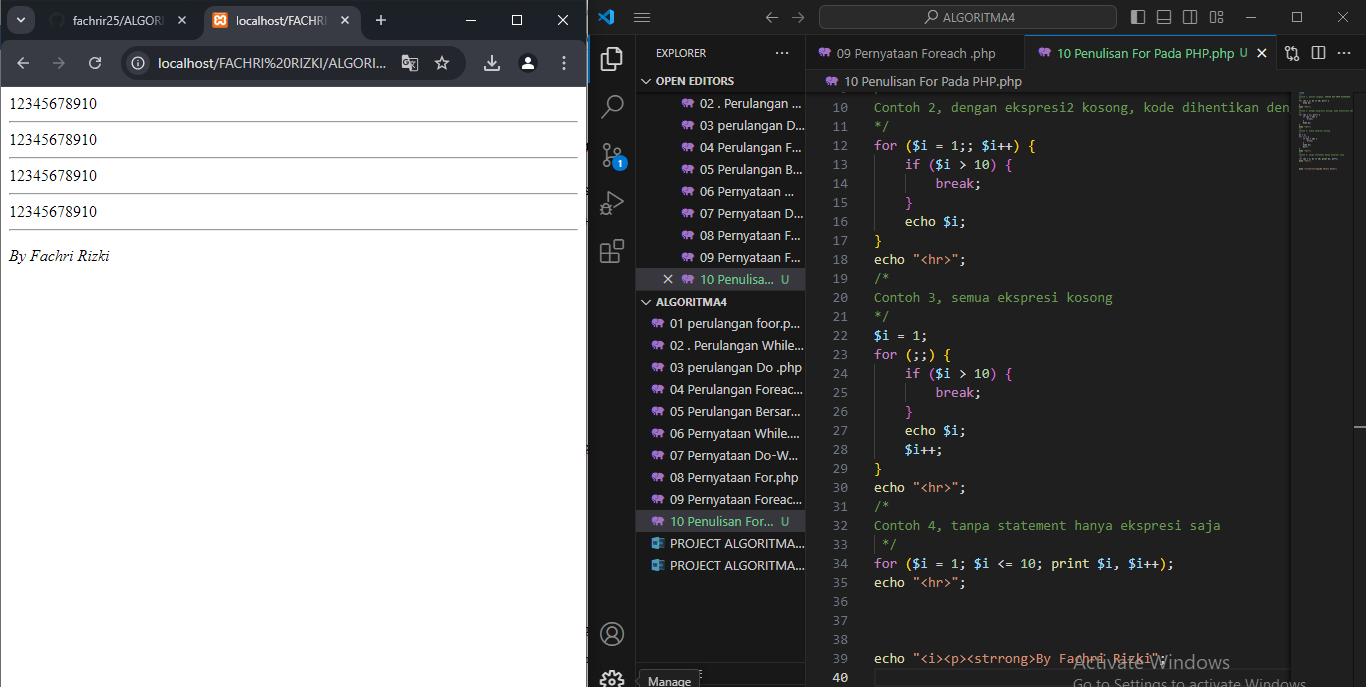 fachrir25/ALGORI
localhost/FACHRI
localhost/FACHRI%20RIZKI/ALGORI...
12345678910
12345678910
12345678910
12345678910
By Fachri Rizki
ALGORITMA4
EXPLORER
OPEN EDITORS
02 . Perulangan ...
03 perulangan D...
04 Perulangan F...
05 Perulangan B...
06 Pernyataan ...
07 Pernyataan D...
08 Pernyataan F...
09 Pernyataan F...
10 Penulisa... U
ALGORITMA4
01 perulangan foor.p...
02 . Perulangan While...
03 perulangan Do .php
04 Perulangan Foreac...
05 Perulangan Bersar...
06 Pernyataan While....
07 Pernyataan Do-W...
08 Pernyataan For.php
09 Pernyataan Foreac...
10 Penulisan For... U
PROJECT ALGORITMA...
PROJECT ALGORITMA...
1
Manage
09 Pernyataan Foreach .php
10 Penulisan For Pada PHP.php U
10 Penulisan For Pada PHP.php
10 Contoh 2, dengan ekspresi2 kosong, kode dihentikan den
11 */
12 for ($i = 1;; $i++) {
13 if ($i > 10) {
14 break;
15 }
16 echo $i;
17 }
18 echo "<hr>";
19 /*
20 Contoh 3, semua ekspresi kosong
21 */
22 $i = 1;
23 for (;;) {
24 if ($i > 10) {
25 break;
26 }
27 echo $i;
28 $i++;
29 }
30 echo "<hr>";
31 /*
32 Contoh 4, tanpa statement hanya ekspresi saja
33 */
34 for ($i = 1; $i <= 10; print $i, $i++);
35 echo "<hr>";
36
37
38
39 echo "<i><p><strrong>By Fachri Rizki";
40
Activate Windows
Go to Settings to activate Windows.